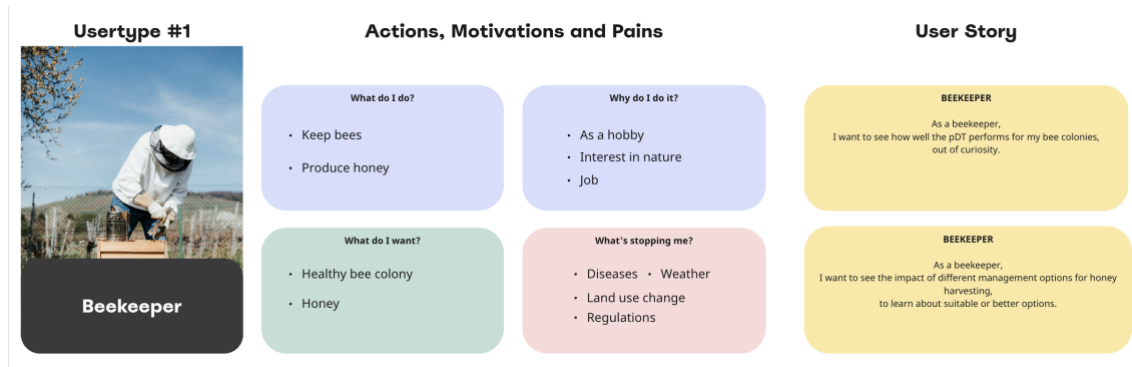 Usertype #1
Beekeeper
Actions, Motivations and Pains
What do I do?
• Keep bees
• Produce honey
Why do I do it?
• As a hobby
• Interest in nature
• Job
What do I want?
• Healthy bee colony
• Honey
What's stopping me?
• Diseases • Weather
• Land use change
• Regulations
User Story
BEEKEEPER
As a beekeeper,
I want to see how well the pDT performs for my bee colonies,
out of curiosity.
BEEKEEPER
As a beekeeper,
I want to see the impact of different management options for honey
harvesting,
to learn about suitable or better options.